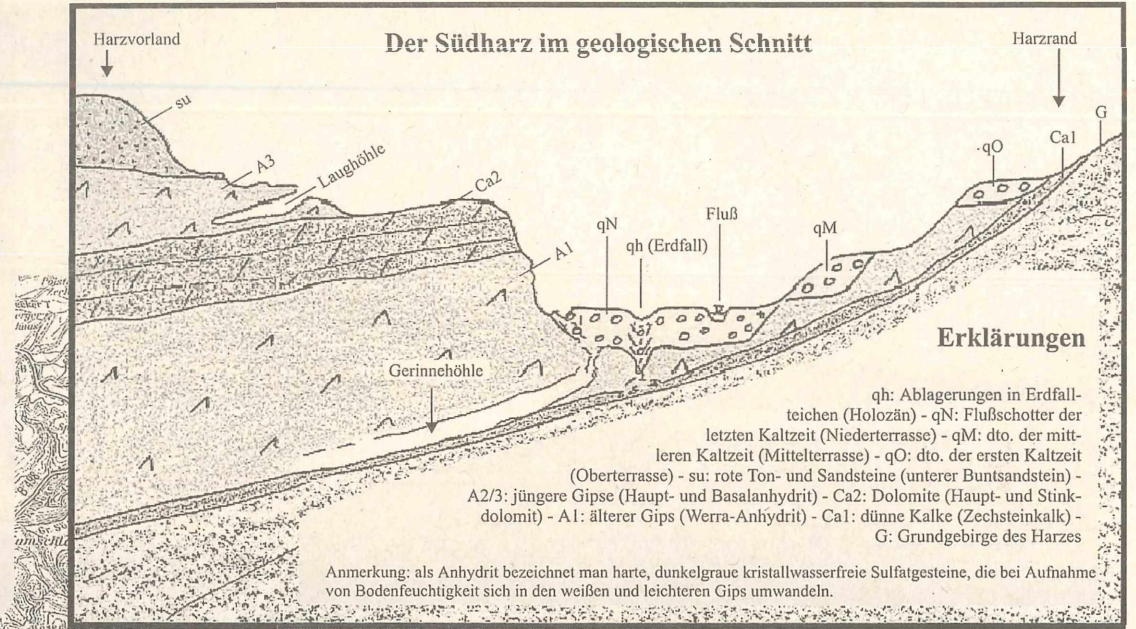 Der Südharz im geologischen Schnitt
Harzvorland
Harzrand
su
A3
Laughöhle
Ca2
A1
qN
qh (Erdfall)
Fluß
qM
qO
Ca1
G
Gerinnehöhle
Erklärungen
qh: Ablagerungen in Erdfall-
teichen (Holozän) - qN: Flußschotter der
letzten Kaltzeit (Niederterrasse) - qM: dto. der mitt-
leren Kaltzeit (Mittelterrasse) - qO: dto. der ersten Kaltzeit
(Oberterrasse) - su: rote Ton- und Sandsteine (unterer Buntsandstein) -
A2/3: jüngere Gipse (Haupt- und Basalanhydrit) - Ca2: Dolomite (Haupt- und Stink-
dolomit) - A1: älterer Gips (Werra-Anhydrit) - Ca1: dünne Kalke (Zechsteinkalk) -
G: Grundgebirge des Harzes
Anmerkung: als Anhydrit bezeichnet man harte, dunkelgraue kristallwasserfreie Sulfatgesteine, die bei Aufnahme
von Bodenfeuchtigkeit sich in den weißen und leichteren Gips umwandeln.